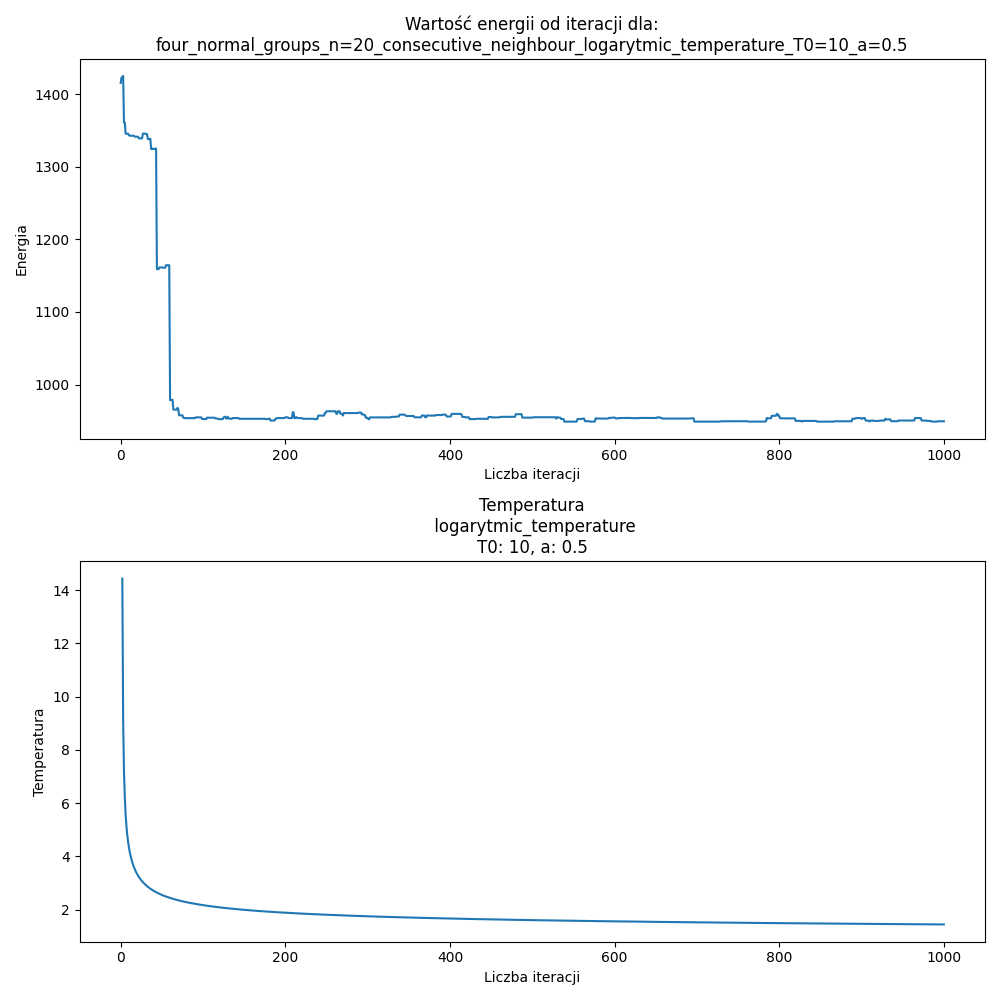 Wartość energii od iteracji dla:
four_normal_groups_n=20_consecutive_neighbour_logarytmic_temperature_T0=10_a=0.5
1400
1300
1200
1100
1000
Energia
0 200 400 600 800 1000
Liczba iteracji
Temperatura
logarytmic_temperature
T0: 10, a: 0.5
14
12
10
8
6
4
2
Temperatura
0 200 400 600 800 1000
Liczba iteracji